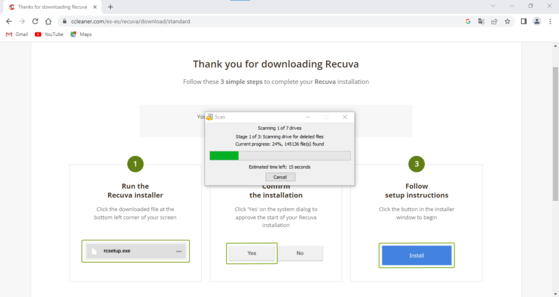 Thanks for downloading Recuva
ccleaner.com/es-es/recuva/download/standard
Gmail
YouTube
Maps
Thank you for downloading Recuva
Follow these 3 simple steps to complete your Recuva installation
Scan
Scanning 1 of 7 drives
Stage 1 of 3: Scanning drive for deleted files
Current progress: 24%, 145136 file(s) found
Estimated time left: 15 seconds
Cancel
1
Run the
Recuva installer
Click the downloaded file at the
bottom left corner of your screen
rcsetup.exe
Confirm
the installation
Click 'Yes' on the system dialog to
approve the start of your Recuva
installation
Yes
No
3
Follow
setup instructions
Click the button in the installer
window to begin
Install